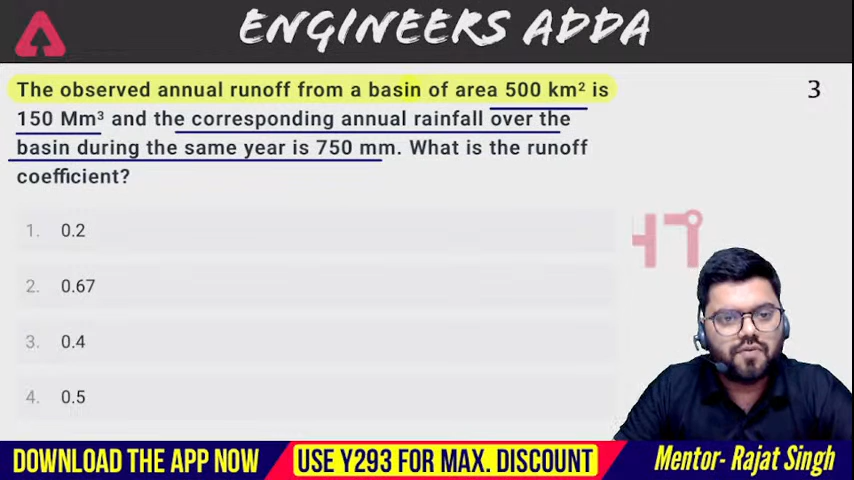 ENGINEERS ADDA
The observed annual runoff from a basin of area 500 km² is
150 Mm³ and the corresponding annual rainfall over the
basin during the same year is 750 mm. What is the runoff
coefficient?
3
1. 0.2
2. 0.67
3. 0.4
4. 0.5
DOWNLOAD THE APP NOW
USE Y293 FOR MAX. DISCOUNT
Mentor- Rajat Singh